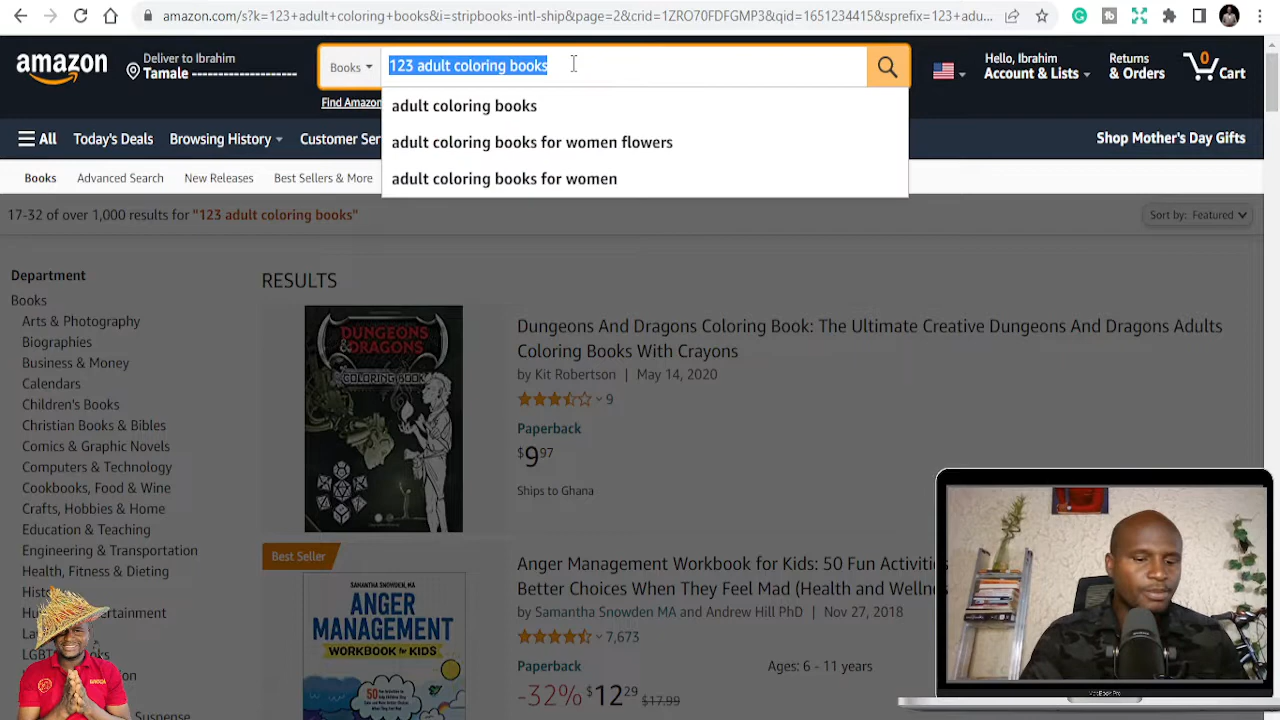 amazon.com/s?k=123+adult+coloring+books&i=stripbooks-intl-ship&page=2&crid=1ZRO70FDFGMP3&qid=1651234415&sprefix=123+adu...
amazon
Deliver to Ibrahim
Tamale
Books
123 adult coloring books
Hello, Ibrahim
Account & Lists
Returns
& Orders
0
Cart
Find Amazon
adult coloring books
adult coloring books for women flowers
adult coloring books for women
All
Today's Deals
Browsing History
Customer Ser
Shop Mother's Day Gifts
Books
Advanced Search
New Releases
Best Sellers & More
17-32 of over 1,000 results for "123 adult coloring books"
Sort by: Featured
Department
Books
Arts & Photography
Biographies
Business & Money
Calendars
Children's Books
Christian Books & Bibles
Comics & Graphic Novels
Computers & Technology
Cookbooks, Food & Wine
Crafts, Hobbies & Home
Education & Teaching
Engineering & Transportation
Health, Fitness & Dieting
RESULTS
DUNGEONS
& DRAGONS
COLORING BOOK
Dungeons And Dragons Coloring Book: The Ultimate Creative Dungeons And Dragons Adults
Coloring Books With Crayons
by Kit Robertson | May 14, 2020
9
Paperback
$9.97
Ships to Ghana
Best Seller
SAMANTHA SNOWDEN, MA
ANGER
MANAGEMENT
WORKBOOK for KIDS
Anger Management Workbook for Kids: 50 Fun Activities
Better Choices When They Feel Mad (Health and Wellne
by Samantha Snowden MA and Andrew Hill PhD | Nov 27, 2018
7,673
Paperback
Ages: 6 - 11 years
-32% $12.29 $17.99